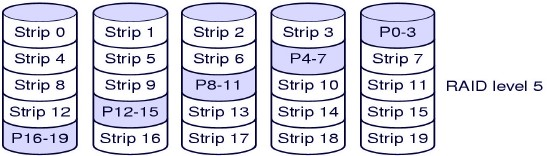 Strip 0 Strip 1 Strip 2 Strip 3 P0-3
Strip 4 Strip 5 Strip 6 P4-7 Strip 7
Strip 8 Strip 9 P8-11 Strip 10 Strip 11 RAID level 5
Strip 12 P12-15 Strip 13 Strip 14 Strip 15
P16-19 Strip 16 Strip 17 Strip 18 Strip 19